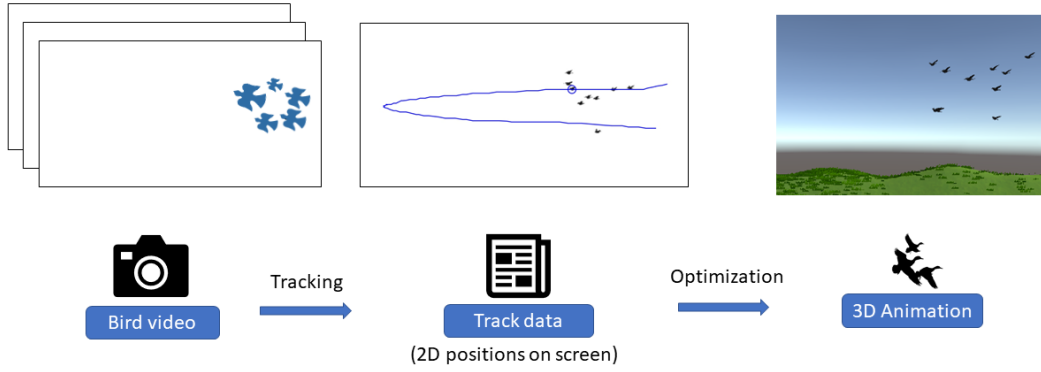 Tracking
Optimization
Bird video
Track data
3D Animation
(2D positions on screen)